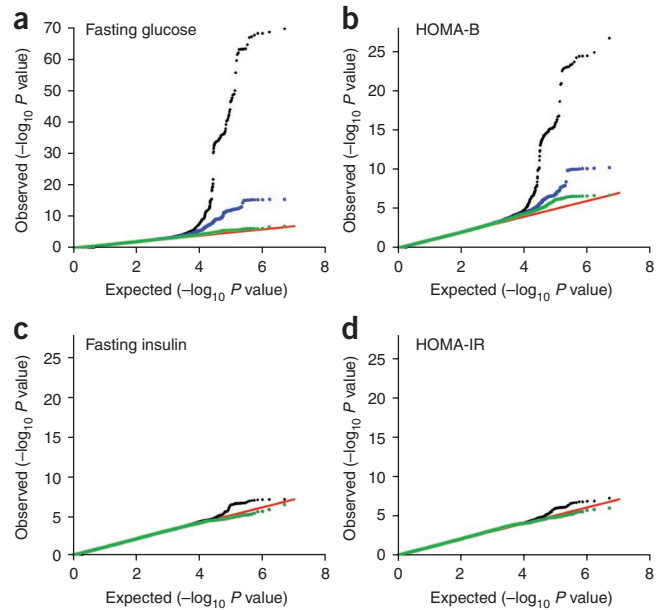 a
Fasting glucose
Observed (–log10 P value)
70
60
50
40
30
20
10
0
0 2 4 6 8
Expected (–log10 P value)
b
HOMA-B
Observed (–log10 P value)
25
20
15
10
5
0
0 2 4 6 8
Expected (–log10 P value)
c
Fasting insulin
Observed (–log10 P value)
25
20
15
10
5
0
0 2 4 6 8
Expected (–log10 P value)
d
HOMA-IR
Observed (–log10 P value)
25
20
15
10
5
0
0 2 4 6 8
Expected (–log10 P value)